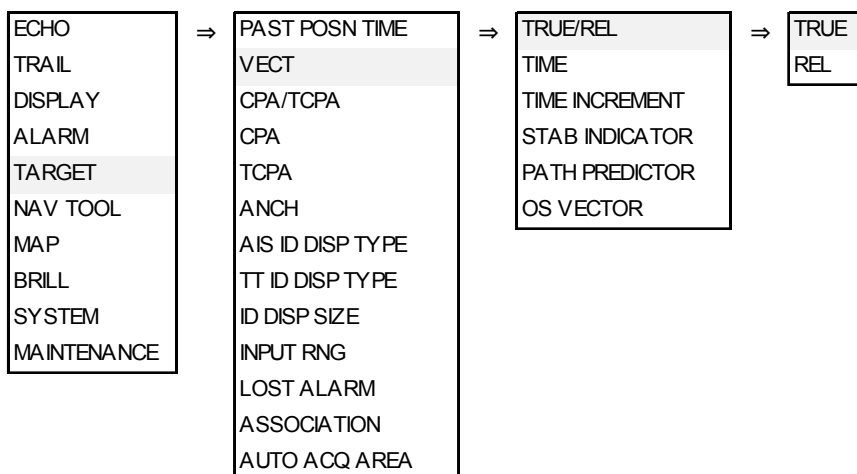 ECHO ⇒ PAST POSN TIME ⇒ TRUE/REL ⇒ TRUE
TRAIL VECT TIME REL
DISPLAY CPA/TCPA TIME INCREMENT
ALARM CPA STAB INDICATOR
TARGET TCPA PATH PREDICTOR
NAV TOOL ANCH OS VECTOR
MAP AIS ID DISP TYPE
BRILL TT ID DISP TYPE
SYSTEM ID DISP SIZE
MAINTENANCE INPUT RNG
LOST ALARM
ASSOCIATION
AUTO ACQ AREA